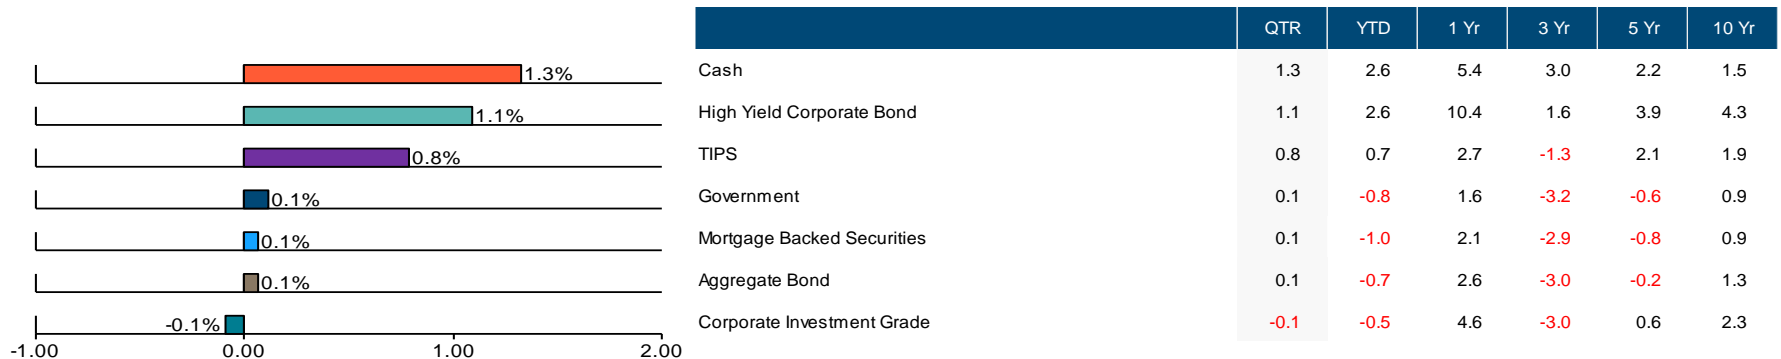 QTR YTD 1 Yr 3 Yr 5 Yr 10 Yr
1.3% Cash 1.3 2.6 5.4 3.0 2.2 1.5
1.1% High Yield Corporate Bond 1.1 2.6 10.4 1.6 3.9 4.3
0.8% TIPS 0.8 0.7 2.7 -1.3 2.1 1.9
0.1% Government 0.1 -0.8 1.6 -3.2 -0.6 0.9
0.1% Mortgage Backed Securities 0.1 -1.0 2.1 -2.9 -0.8 0.9
0.1% Aggregate Bond 0.1 -0.7 2.6 -3.0 -0.2 1.3
-0.1% Corporate Investment Grade -0.1 -0.5 4.6 -3.0 0.6 2.3
-1.00 0.00 1.00 2.00